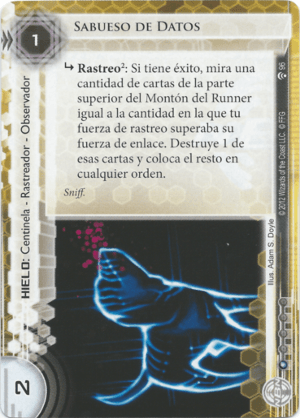 SABUESO DE DATOS
1
↳ Rastreo²: Si tiene éxito, mira una
cantidad de cartas de la parte
superior del Montón del Runner
igual a la cantidad en la que tu
fuerza de rastreo superaba su
fuerza de enlace. Destruye 1 de
esas cartas y coloca el resto en
cualquier orden.
Sniff.
HIELO: Centinela - Rastreador - Observador
2
Illus. Adam S. Doyle
© 2012 Wizards of the Coast LLC. © FFG
96